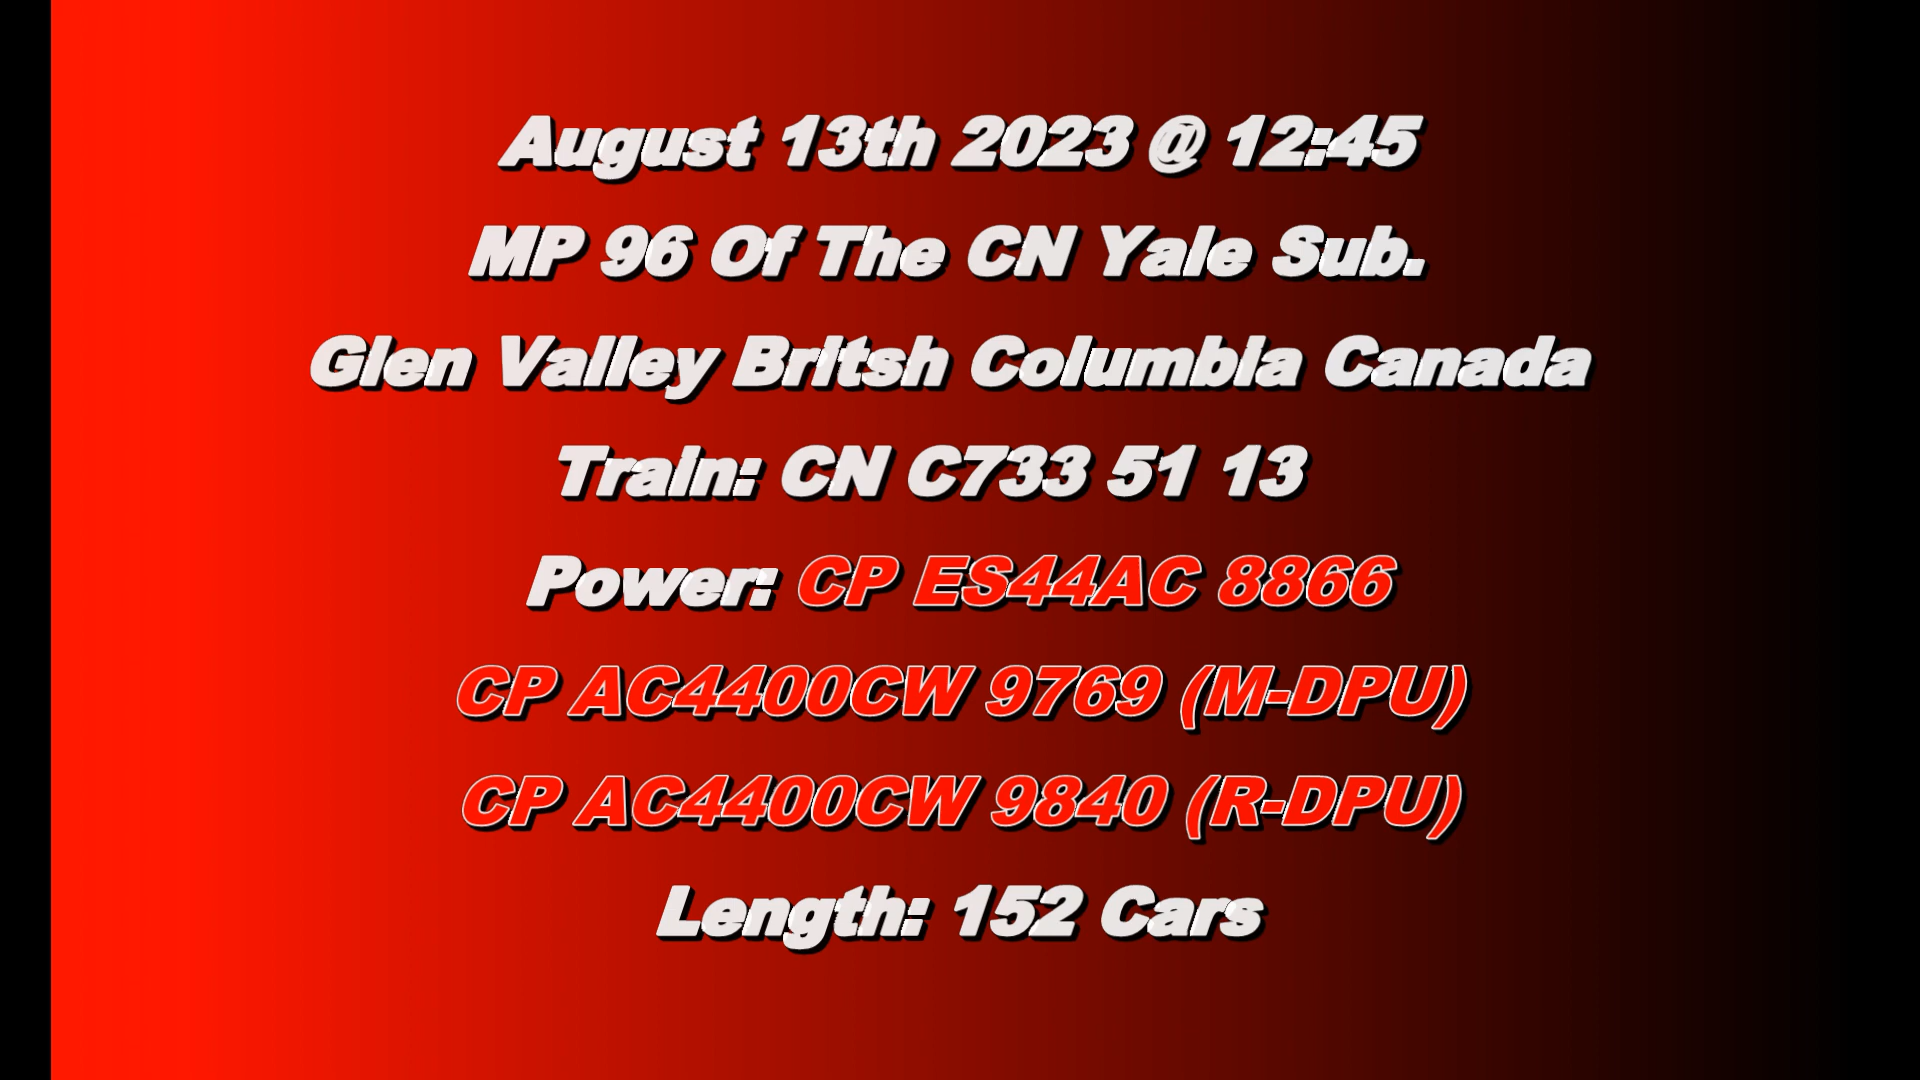 August 13th 2023 @ 12:45
MP 96 Of The CN Yale Sub.
Glen Valley Britsh Columbia Canada
Train: CN C733 51 13
Power: CP ES44AC 8866
CP AC4400CW 9769 (M-DPU)
CP AC4400CW 9840 (R-DPU)
Length: 152 Cars